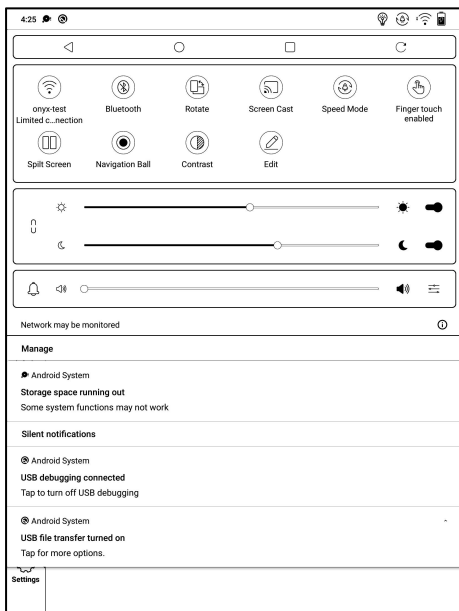 4:25
onyx-test
Limited c...nection
Bluetooth
Rotate
Screen Cast
Speed Mode
Finger touch
enabled
Spilt Screen
Navigation Ball
Contrast
Edit
Network may be monitored
Manage
Android System
Storage space running out
Some system functions may not work
Silent notifications
Android System
USB debugging connected
Tap to turn off USB debugging
Android System
USB file transfer turned on
Tap for more options.
Settings